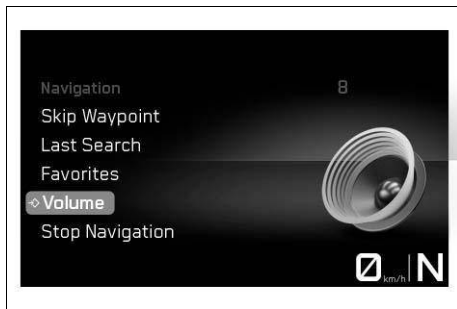 Navigation 8
Skip Waypoint
Last Search
Favorites
Volume
Stop Navigation
0 km/h N